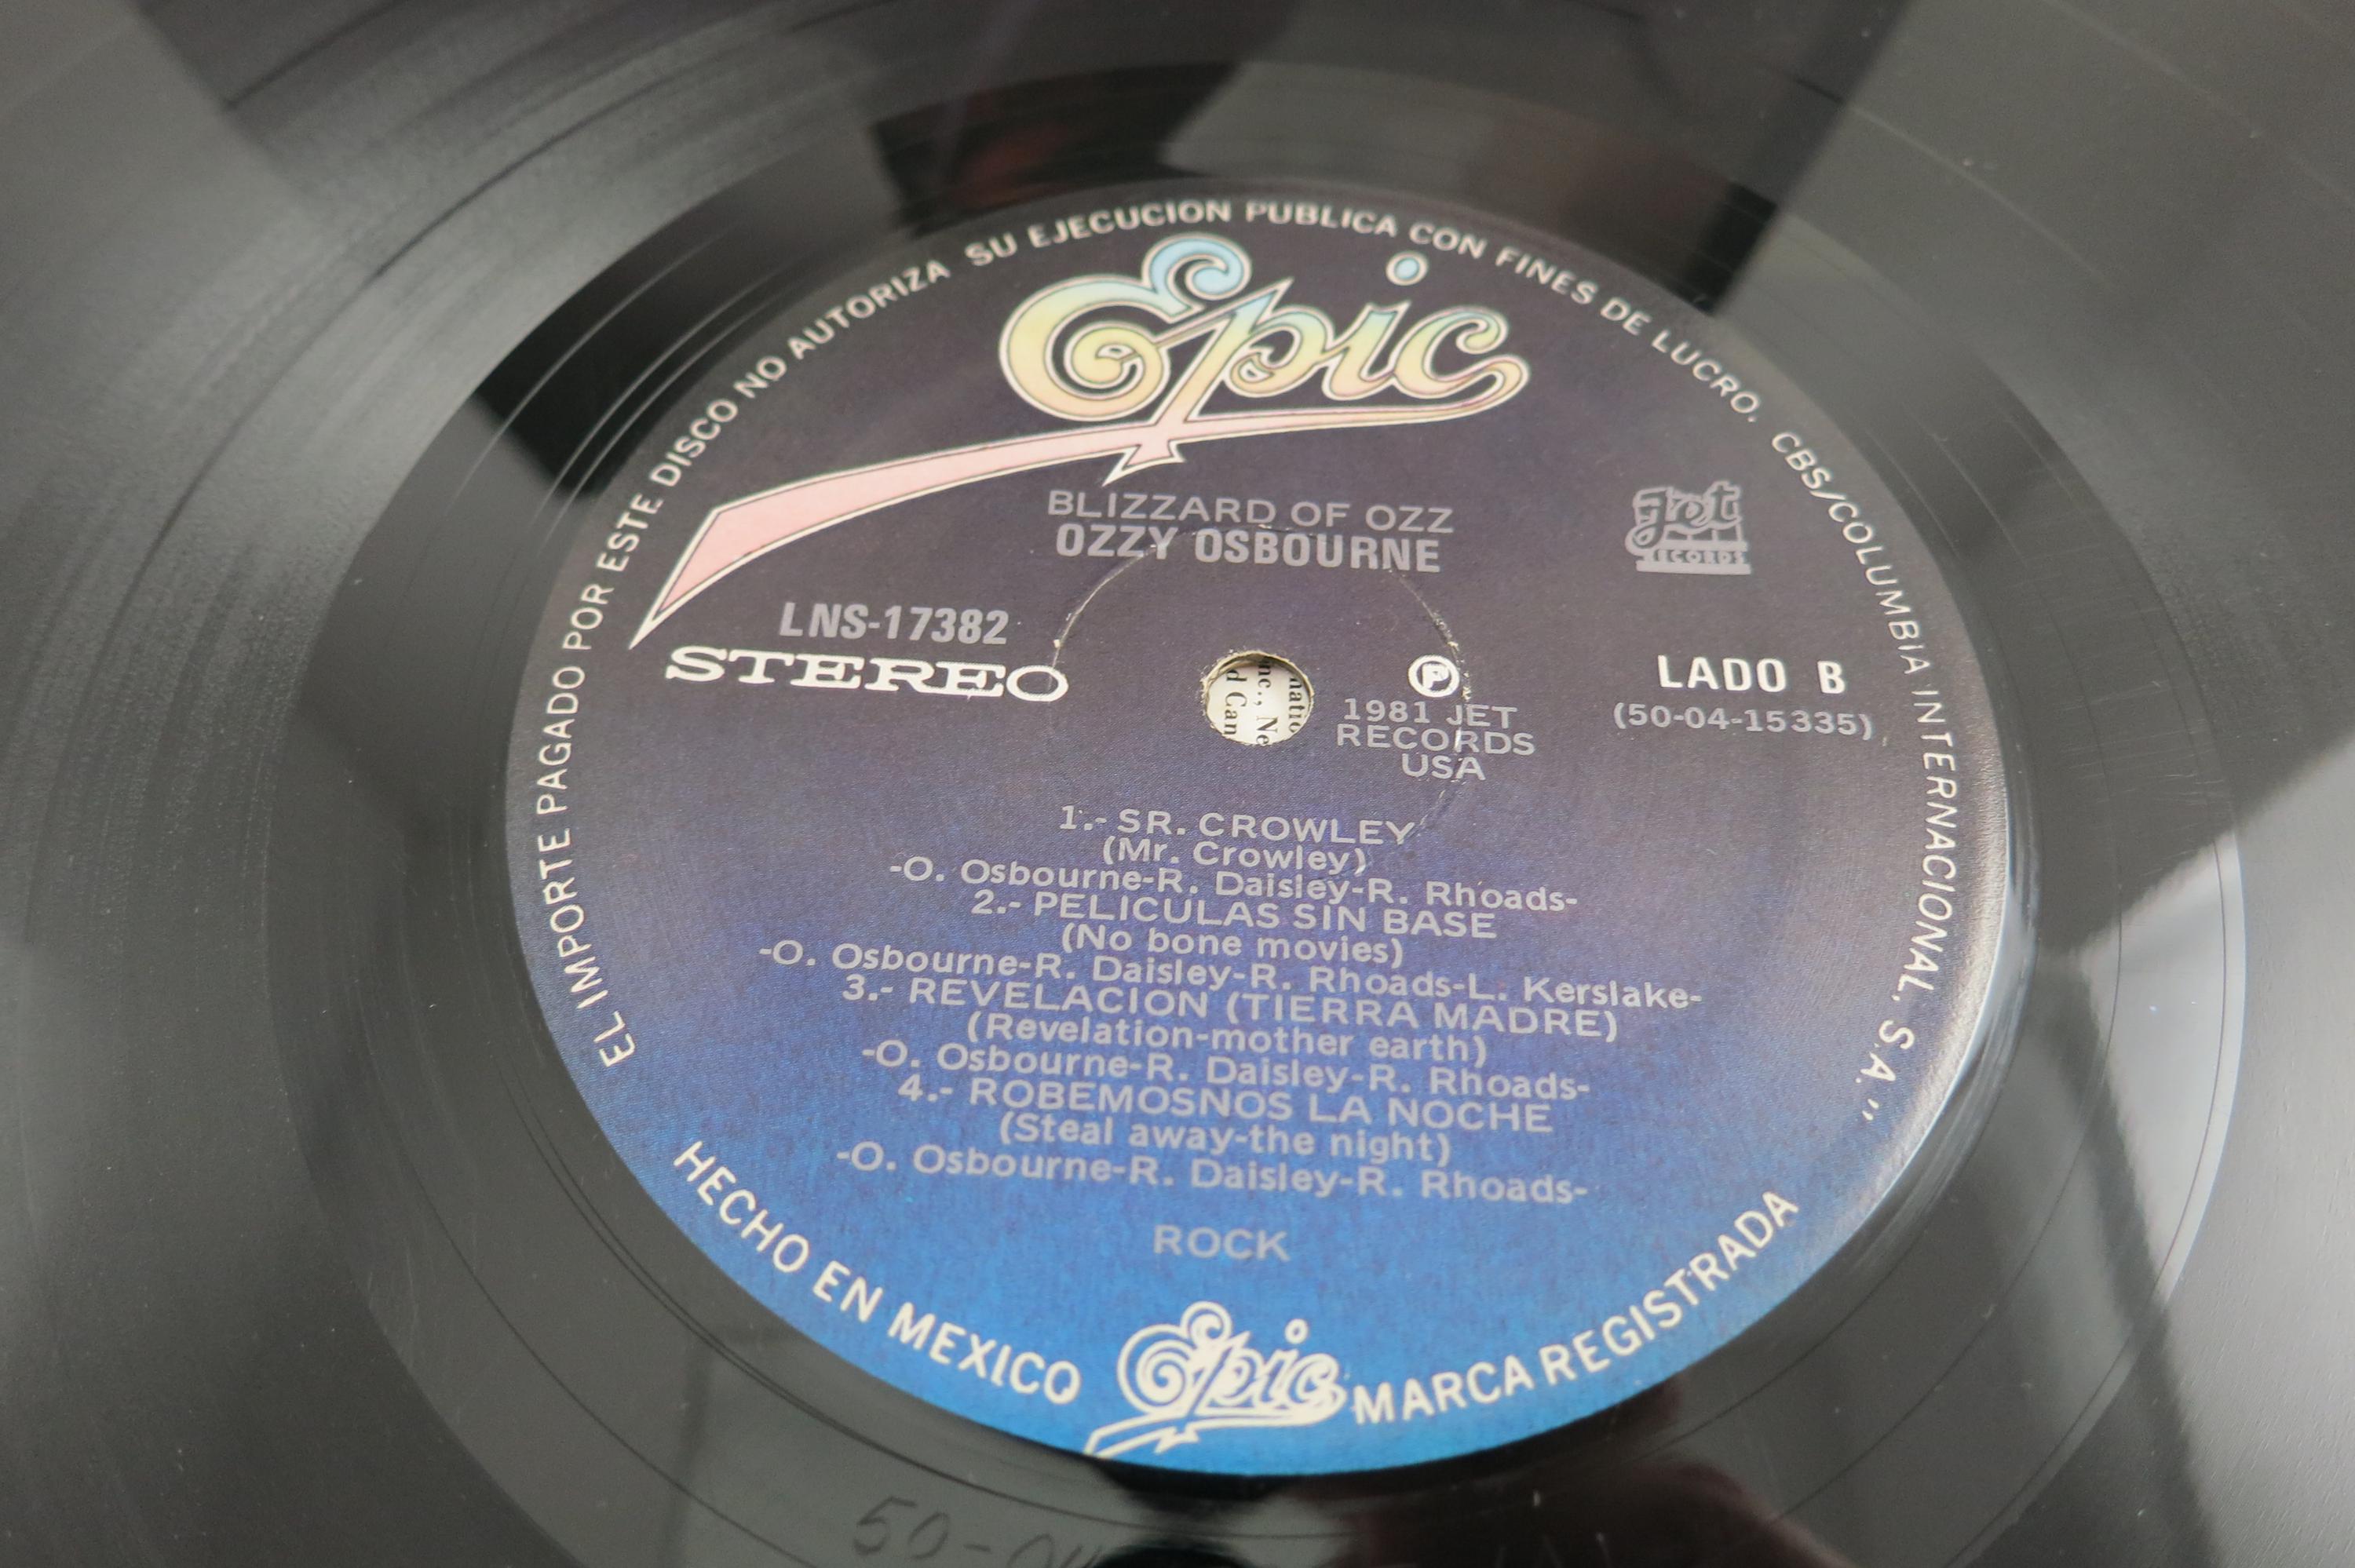 EL IMPORTE PAGADO POR ESTE DISCO NO AUTORIZA SU EJECUCION PUBLICA CON FINES DE LUCRO. CBS/COLUMBIA INTERNACIONAL, S.A."
Epic
BLIZZARD OF OZZ
OZZY OSBOURNE
Jet
RECORDS
LNS-17382
STEREO
℗
1981 JET
RECORDS
USA
LADO B
(50-04-15335)
1.- SR. CROWLEY
(Mr. Crowley)
-O. Osbourne-R. Daisley-R. Rhoads-
2.- PELICULAS SIN BASE
(No bone movies)
-O. Osbourne-R. Daisley-R. Rhoads-L. Kerslake-
3.- REVELACION (TIERRA MADRE)
(Revelation-mother earth)
-O. Osbourne-R. Daisley-R. Rhoads-
4.- ROBEMOSNOS LA NOCHE
(Steal away-the night)
-O. Osbourne-R. Daisley-R. Rhoads-
ROCK
HECHO EN MEXICO Epic MARCA REGISTRADA